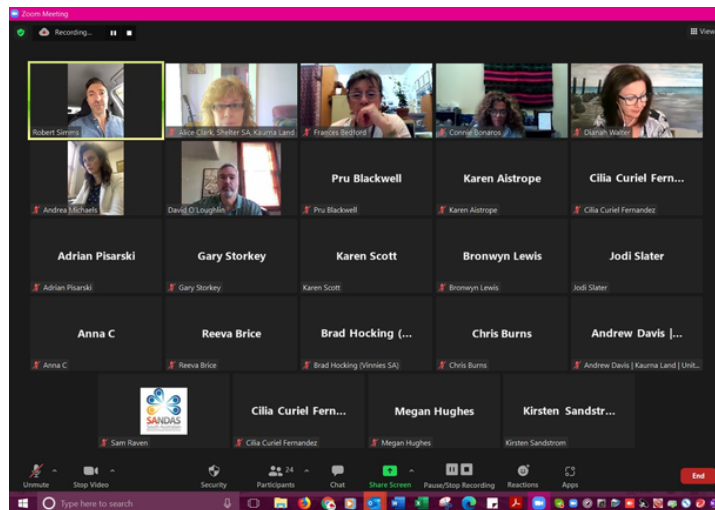 Zoom Meeting
Recording...
View
Robert Simms
Alice Clark, Shelter SA, Kaurna Land
Frances Bedford
Connie Bonaros
Dianah Walter
Andrea Michaels
David O'Loughlin
Pru Blackwell
Pru Blackwell
Karen Aistrope
Karen Aistrope
Cilia Curiel Fern...
Cilia Curiel Fernandez
Adrian Pisarski
Adrian Pisarski
Gary Storkey
Gary Storkey
Karen Scott
Karen Scott
Bronwyn Lewis
Bronwyn Lewis
Jodi Slater
Jodi Slater
Anna C
Anna C
Reeva Brice
Reeva Brice
Brad Hocking (...
Brad Hocking (Vinnies SA)
Chris Burns
Chris Burns
Andrew Davis |...
Andrew Davis | Kaurna Land | Unit...
SANDAS
Sam Raven
Cilia Curiel Fern...
Cilia Curiel Fernandez
Megan Hughes
Megan Hughes
Kirsten Sandstr...
Kirsten Sandstrom
Unmute
Stop Video
Security
24
Participants
Chat
Share Screen
Pause/Stop Recording
Reactions
Apps
End
Type here to search